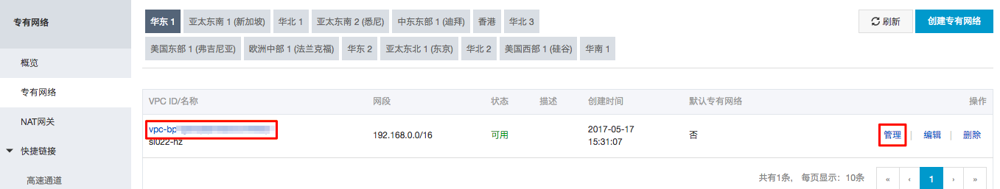 专有网络
概览
专有网络
NAT网关
快捷链接
高速通道
华东 1 亚太东南 1 (新加坡) 华北 1 亚太东南 2 (悉尼) 中东东部 1 (迪拜) 香港 华北 3
美国东部 1 (弗吉尼亚) 欧洲中部 1 (法兰克福) 华东 2 亚太东北 1 (东京) 华北 2 美国西部 1 (硅谷) 华南 1
刷新 创建专有网络
VPC ID/名称 网段 状态 描述 创建时间 默认专有网络 操作
vpc-bp
sl022-hz
192.168.0.0/16 可用
2017-05-17
15:31:07
否 管理 | 编辑 | 删除
共有1条, 每页显示:10条 « ‹ 1 › »